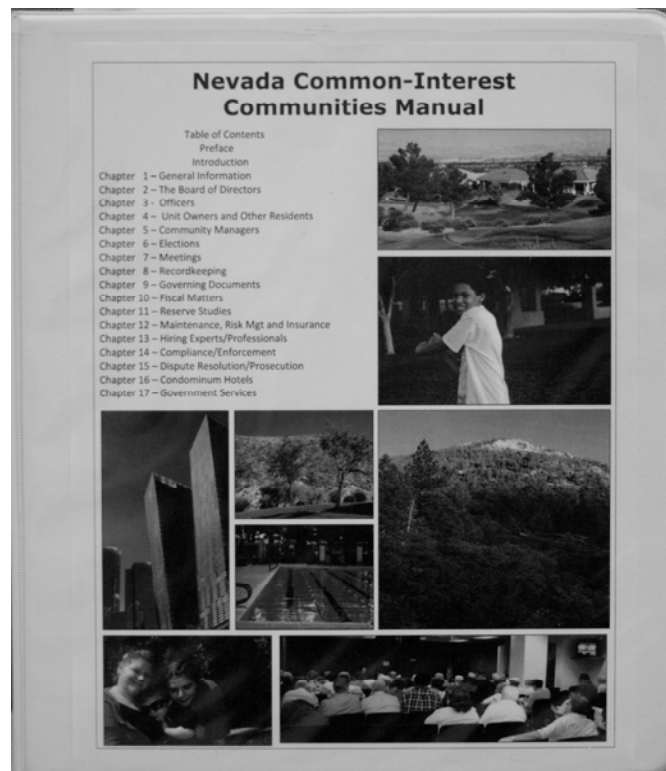 Nevada Common-Interest
Communities Manual
Table of Contents
Preface
Introduction
Chapter 1 – General Information
Chapter 2 – The Board of Directors
Chapter 3 - Officers
Chapter 4 – Unit Owners and Other Residents
Chapter 5 – Community Managers
Chapter 6 – Elections
Chapter 7 – Meetings
Chapter 8 – Recordkeeping
Chapter 9 – Governing Documents
Chapter 10 – Fiscal Matters
Chapter 11 – Reserve Studies
Chapter 12 – Maintenance, Risk Mgt and Insurance
Chapter 13 – Hiring Experts/Professionals
Chapter 14 – Compliance/Enforcement
Chapter 15 – Dispute Resolution/Prosecution
Chapter 16 – Condominum Hotels
Chapter 17 – Government Services